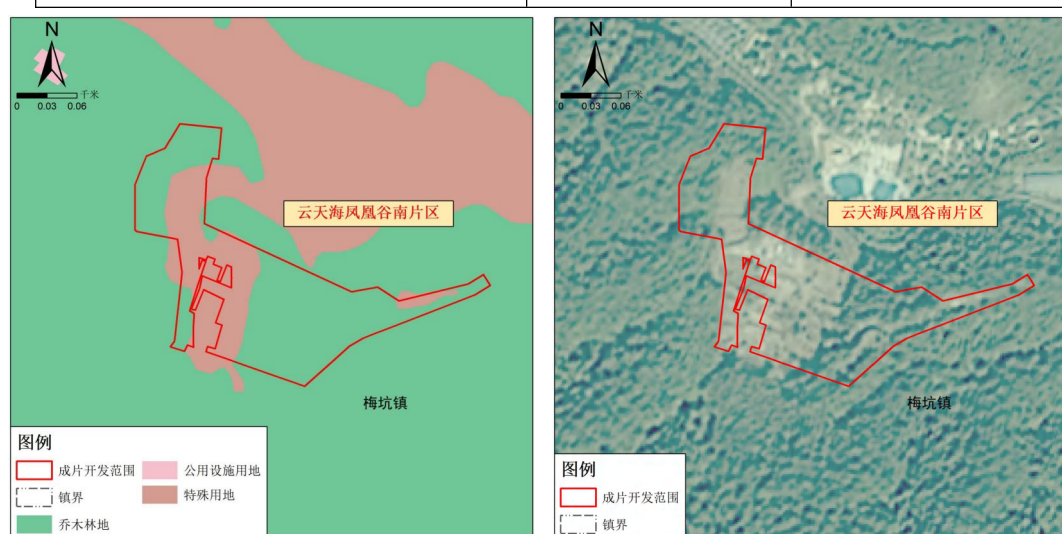 N
千米
0 0.03 0.06
云天海凤凰谷南片区
梅坑镇
图例
成片开发范围
公用设施用地
镇界
特殊用地
乔木林地
N
千米
0 0.03 0.06
云天海凤凰谷南片区
梅坑镇
图例
成片开发范围
镇界